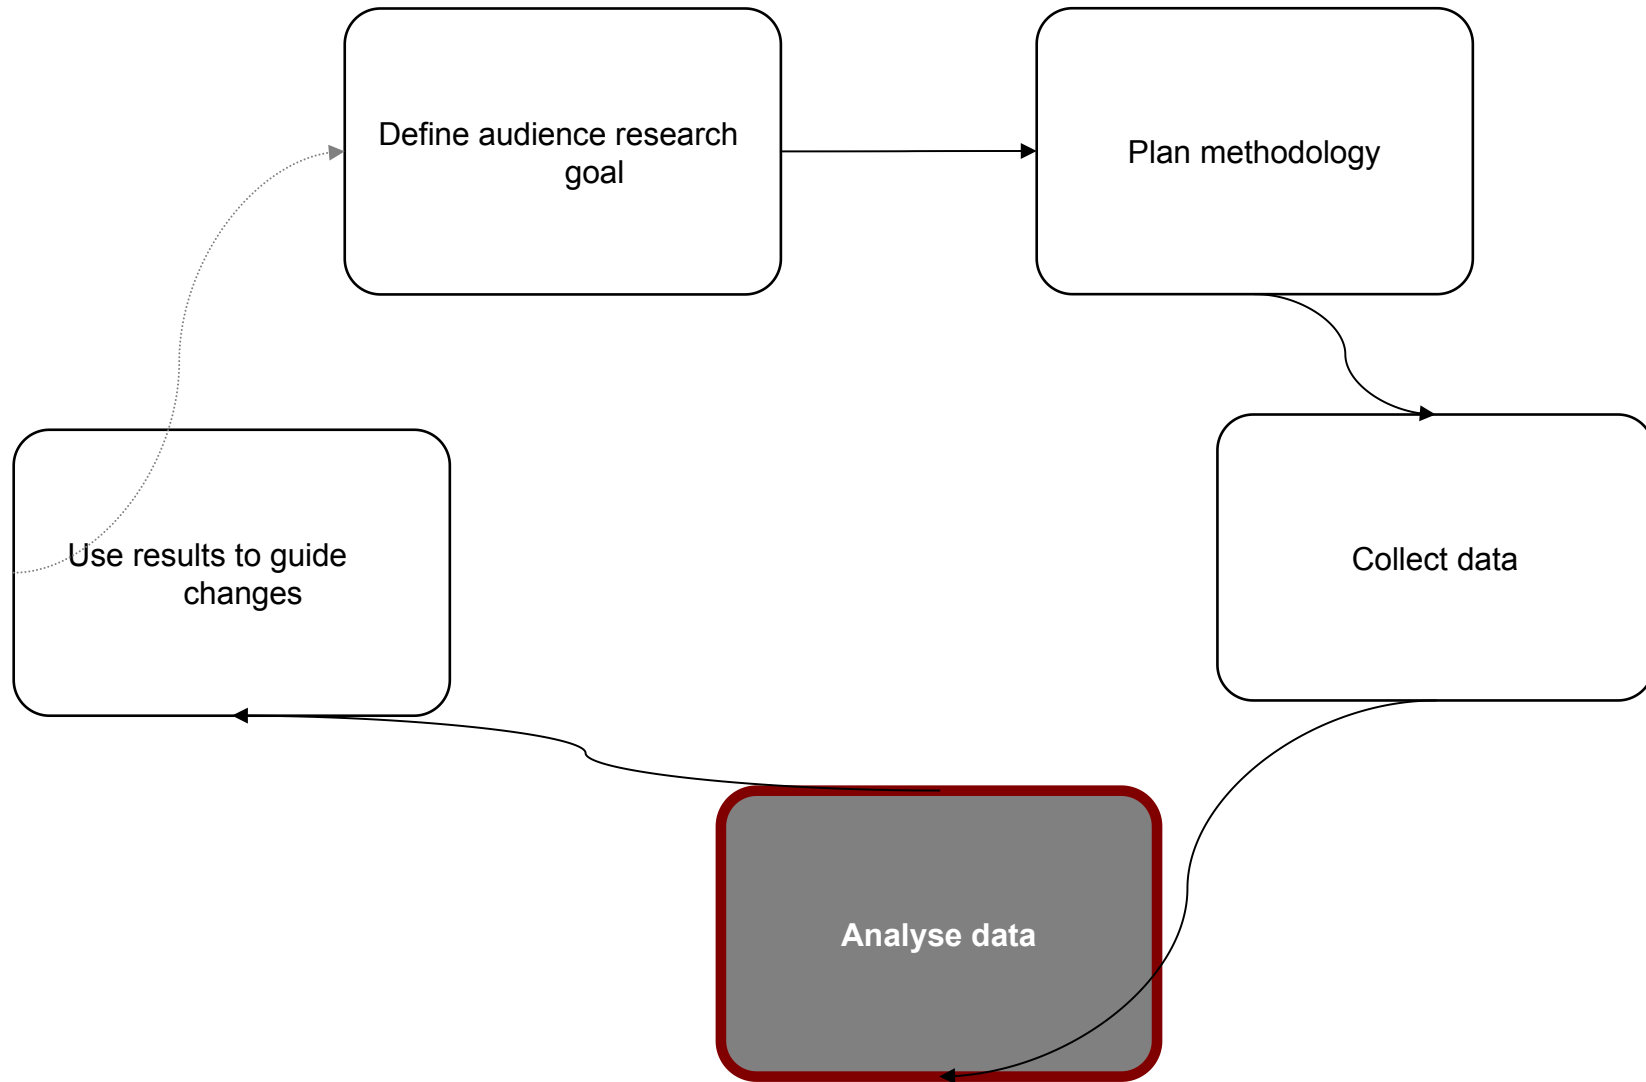 Define audience research
goal
Plan methodology
Use results to guide
changes
Collect data
Analyse data